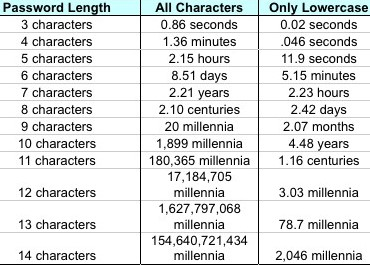 Password Length All Characters Only Lowercase
3 characters 0.86 seconds 0.02 seconds
4 characters 1.36 minutes .046 seconds
5 characters 2.15 hours 11.9 seconds
6 characters 8.51 days 5.15 minutes
7 characters 2.21 years 2.23 hours
8 characters 2.10 centuries 2.42 days
9 characters 20 millennia 2.07 months
10 characters 1,899 millennia 4.48 years
11 characters 180,365 millennia 1.16 centuries
17,184,705
12 characters millennia 3.03 millennia
1,627,797,068
13 characters millennia 78.7 millennia
154,640,721,434
14 characters millennia 2,046 millennia